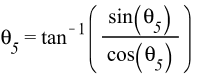 θ₅ = tan⁻¹( sin(θ₅) / cos(θ₅) )